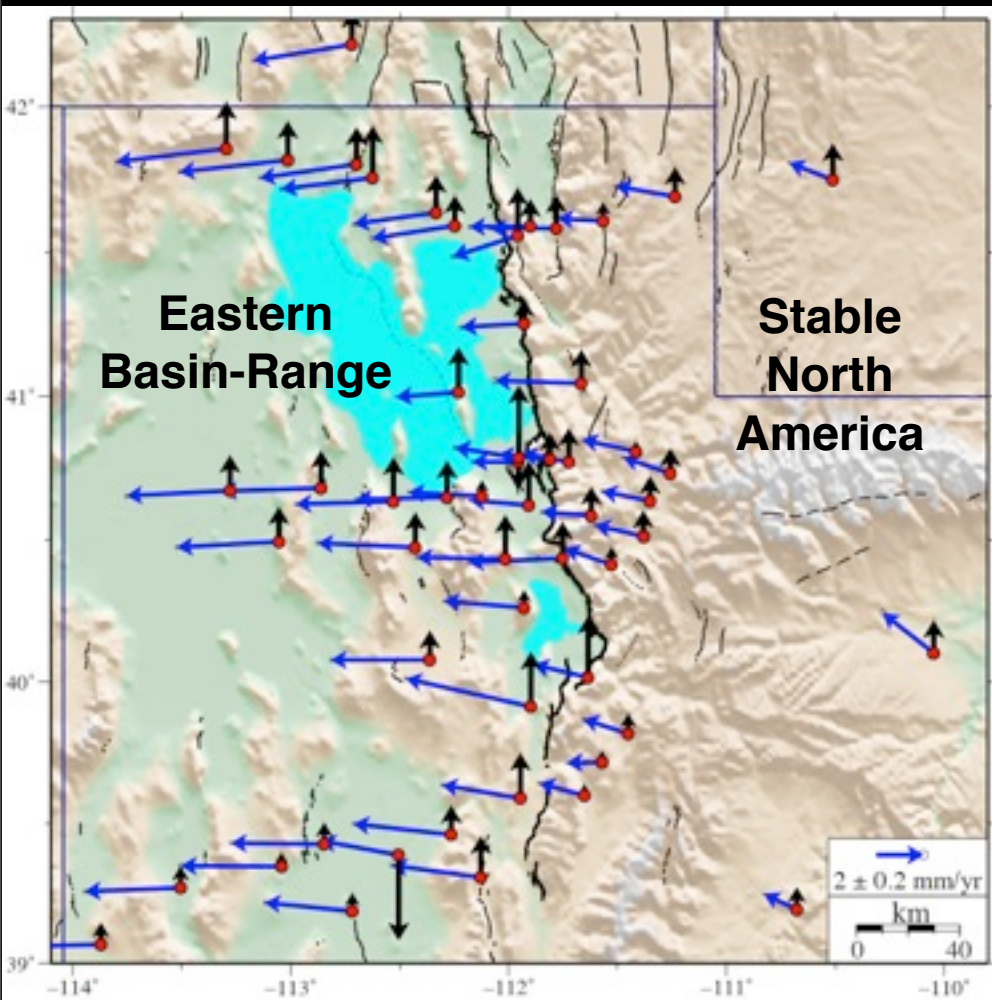 42°
Eastern
Basin-Range
Stable
North
America
41°
40°
2 ± 0.2 mm/yr
km
0 40
39°
−114° −113° −112° −111° −110°